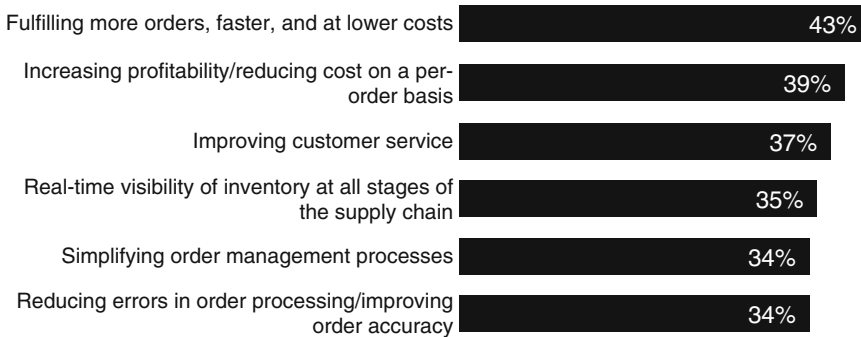 Fulfilling more orders, faster, and at lower costs 43%
Increasing profitability/reducing cost on a per-
order basis 39%
Improving customer service 37%
Real-time visibility of inventory at all stages of
the supply chain 35%
Simplifying order management processes 34%
Reducing errors in order processing/improving
order accuracy 34%